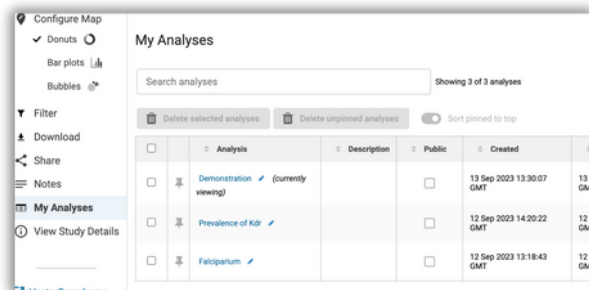 Configure Map
Donuts
Bar plots
Bubbles
Filter
Download
Share
Notes
My Analyses
View Study Details
My Analyses
Search analyses
Showing 3 of 3 analyses
Delete selected analyses
Delete unpinned analyses
Sort pinned to top
Analysis Description Public Created
Demonstration (currently
viewing)
13 Sep 2023 13:30:07
GMT
13
GM
Prevalence of Kdr
12 Sep 2023 14:20:22
GMT
12
GM
Falciparium
12 Sep 2023 13:18:43
GMT
12
GM